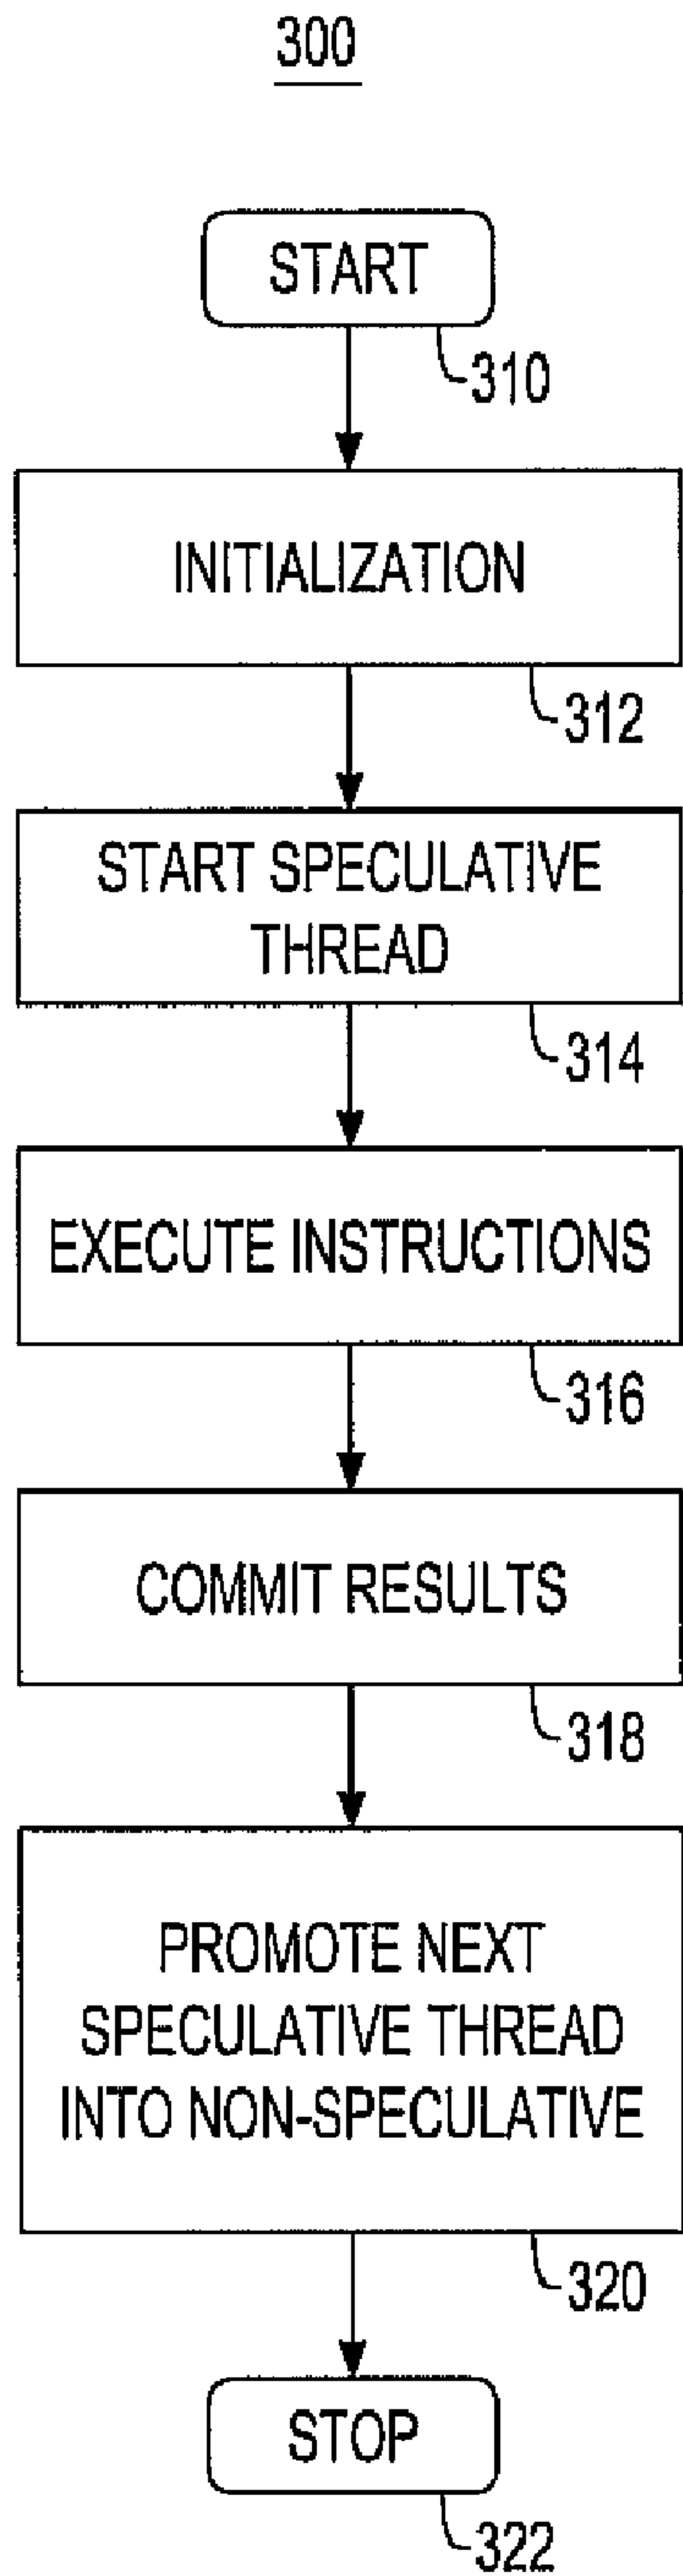 300
START
310
INITIALIZATION
312
START SPECULATIVE
THREAD
314
EXECUTE INSTRUCTIONS
316
COMMIT RESULTS
318
PROMOTE NEXT
SPECULATIVE THREAD
INTO NON-SPECULATIVE
320
STOP
322